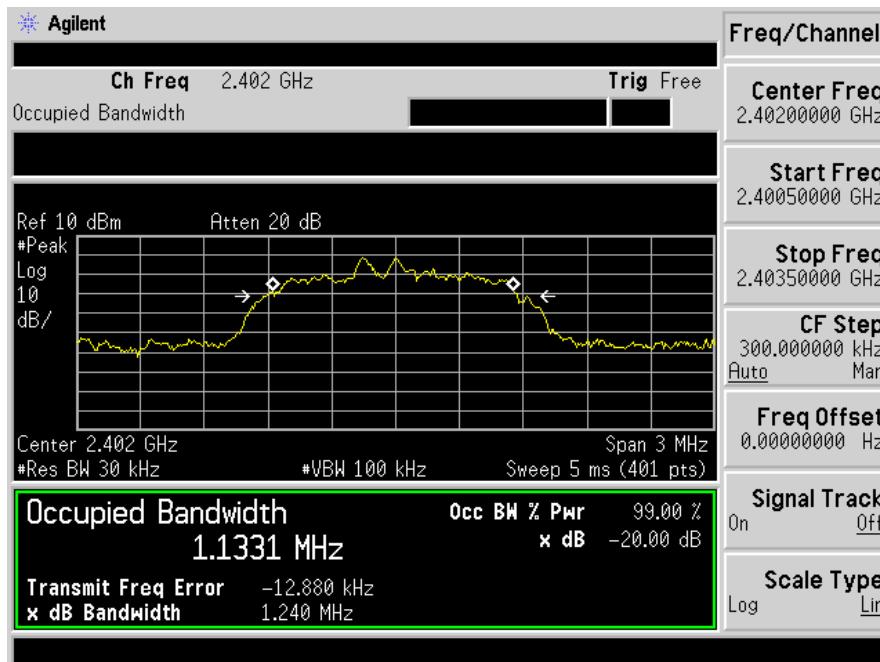 Agilent
Freq/Channel
Ch Freq 2.402 GHz Trig Free
Occupied Bandwidth
Center Freq
2.40200000 GHz
Start Freq
2.40050000 GHz
Stop Freq
2.40350000 GHz
CF Step
300.000000 kHz
Auto Man
Freq Offset
0.00000000 Hz
Signal Track
On Off
Scale Type
Log Lin
Ref 10 dBm Atten 20 dB
#Peak
Log
10
dB/
Center 2.402 GHz Span 3 MHz
#Res BW 30 kHz #VBW 100 kHz Sweep 5 ms (401 pts)
Occupied Bandwidth Occ BW % Pwr 99.00 %
1.1331 MHz x dB -20.00 dB
Transmit Freq Error -12.880 kHz
x dB Bandwidth 1.240 MHz